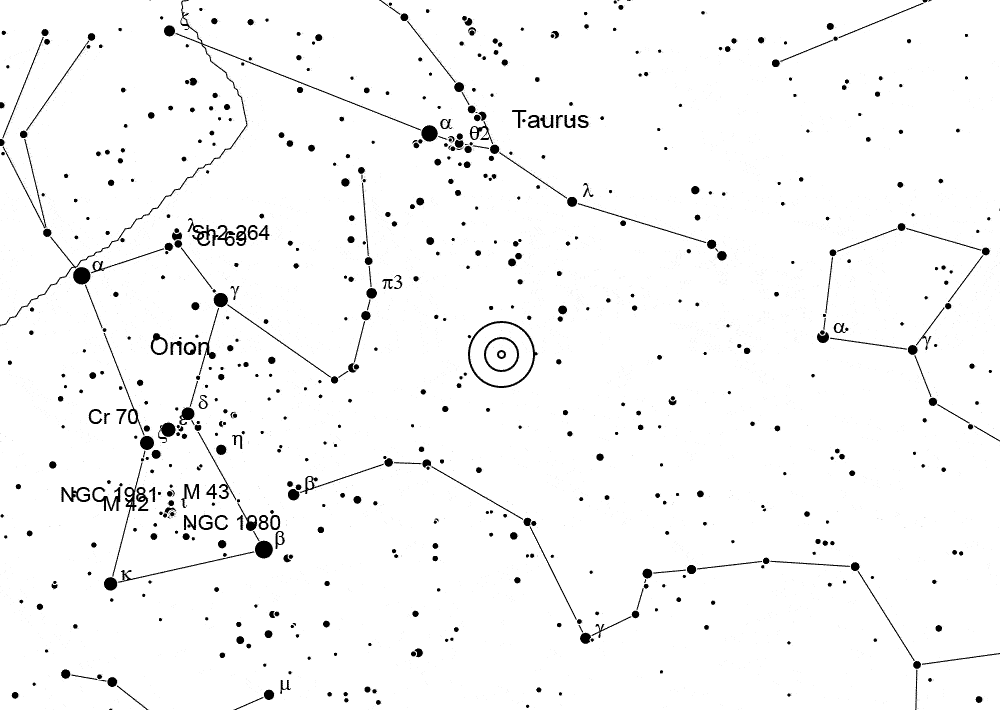 ξ
α
θ2
Taurus
λ
λ
Sh2-264
Cr 69
α
γ
π3
α
γ
Orion
δ
Cr 70
ε
ζ
η
β
NGC 1981
M 43
M 42
ι
NGC 1980
β
κ
γ
μ